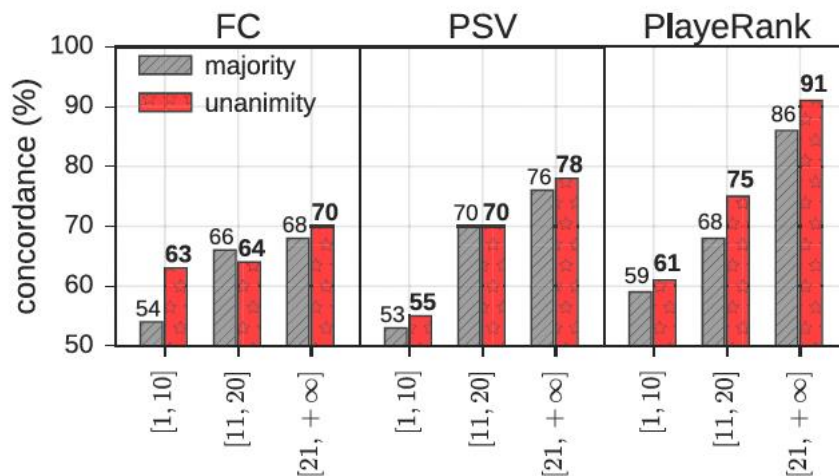 FC PSV PlayeRank
concordance (%)
100
90
80
70
60
50
majority
unanimity
54 63 66 64 68 70
53 55 70 70 76 78
59 61 68 75 86 91
[1, 10] [11, 20] [21, +∞]
[1, 10] [11, 20] [21, +∞]
[1, 10] [11, 20] [21, +∞]